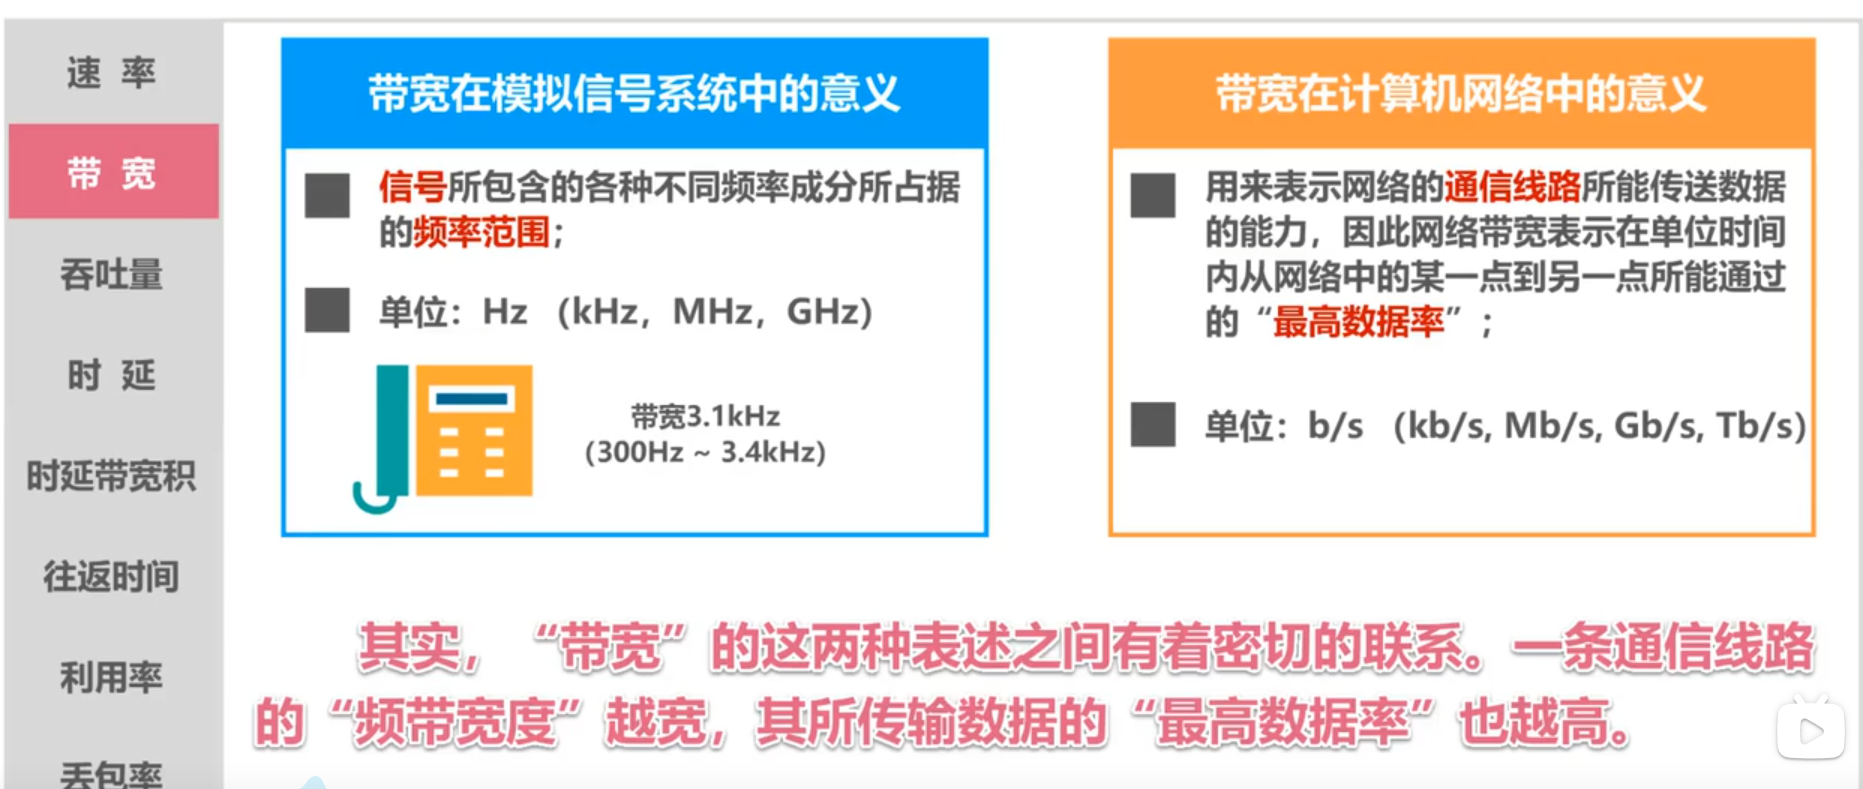 速 率
带 宽
吞吐量
时 延
时延带宽积
往返时间
利用率
丢包率
带宽在模拟信号系统中的意义
信号所包含的各种不同频率成分所占据
的频率范围；
单位：Hz （kHz，MHz，GHz）
带宽3.1kHz
(300Hz ~ 3.4kHz)
带宽在计算机网络中的意义
用来表示网络的通信线路所能传送数据
的能力，因此网络带宽表示在单位时间
内从网络中的某一点到另一点所能通过
的“最高数据率”；
单位：b/s （kb/s, Mb/s, Gb/s, Tb/s）
其实，“带宽”的这两种表述之间有着密切的联系。一条通信线路
的“频带宽度”越宽，其所传输数据的“最高数据率”也越高。